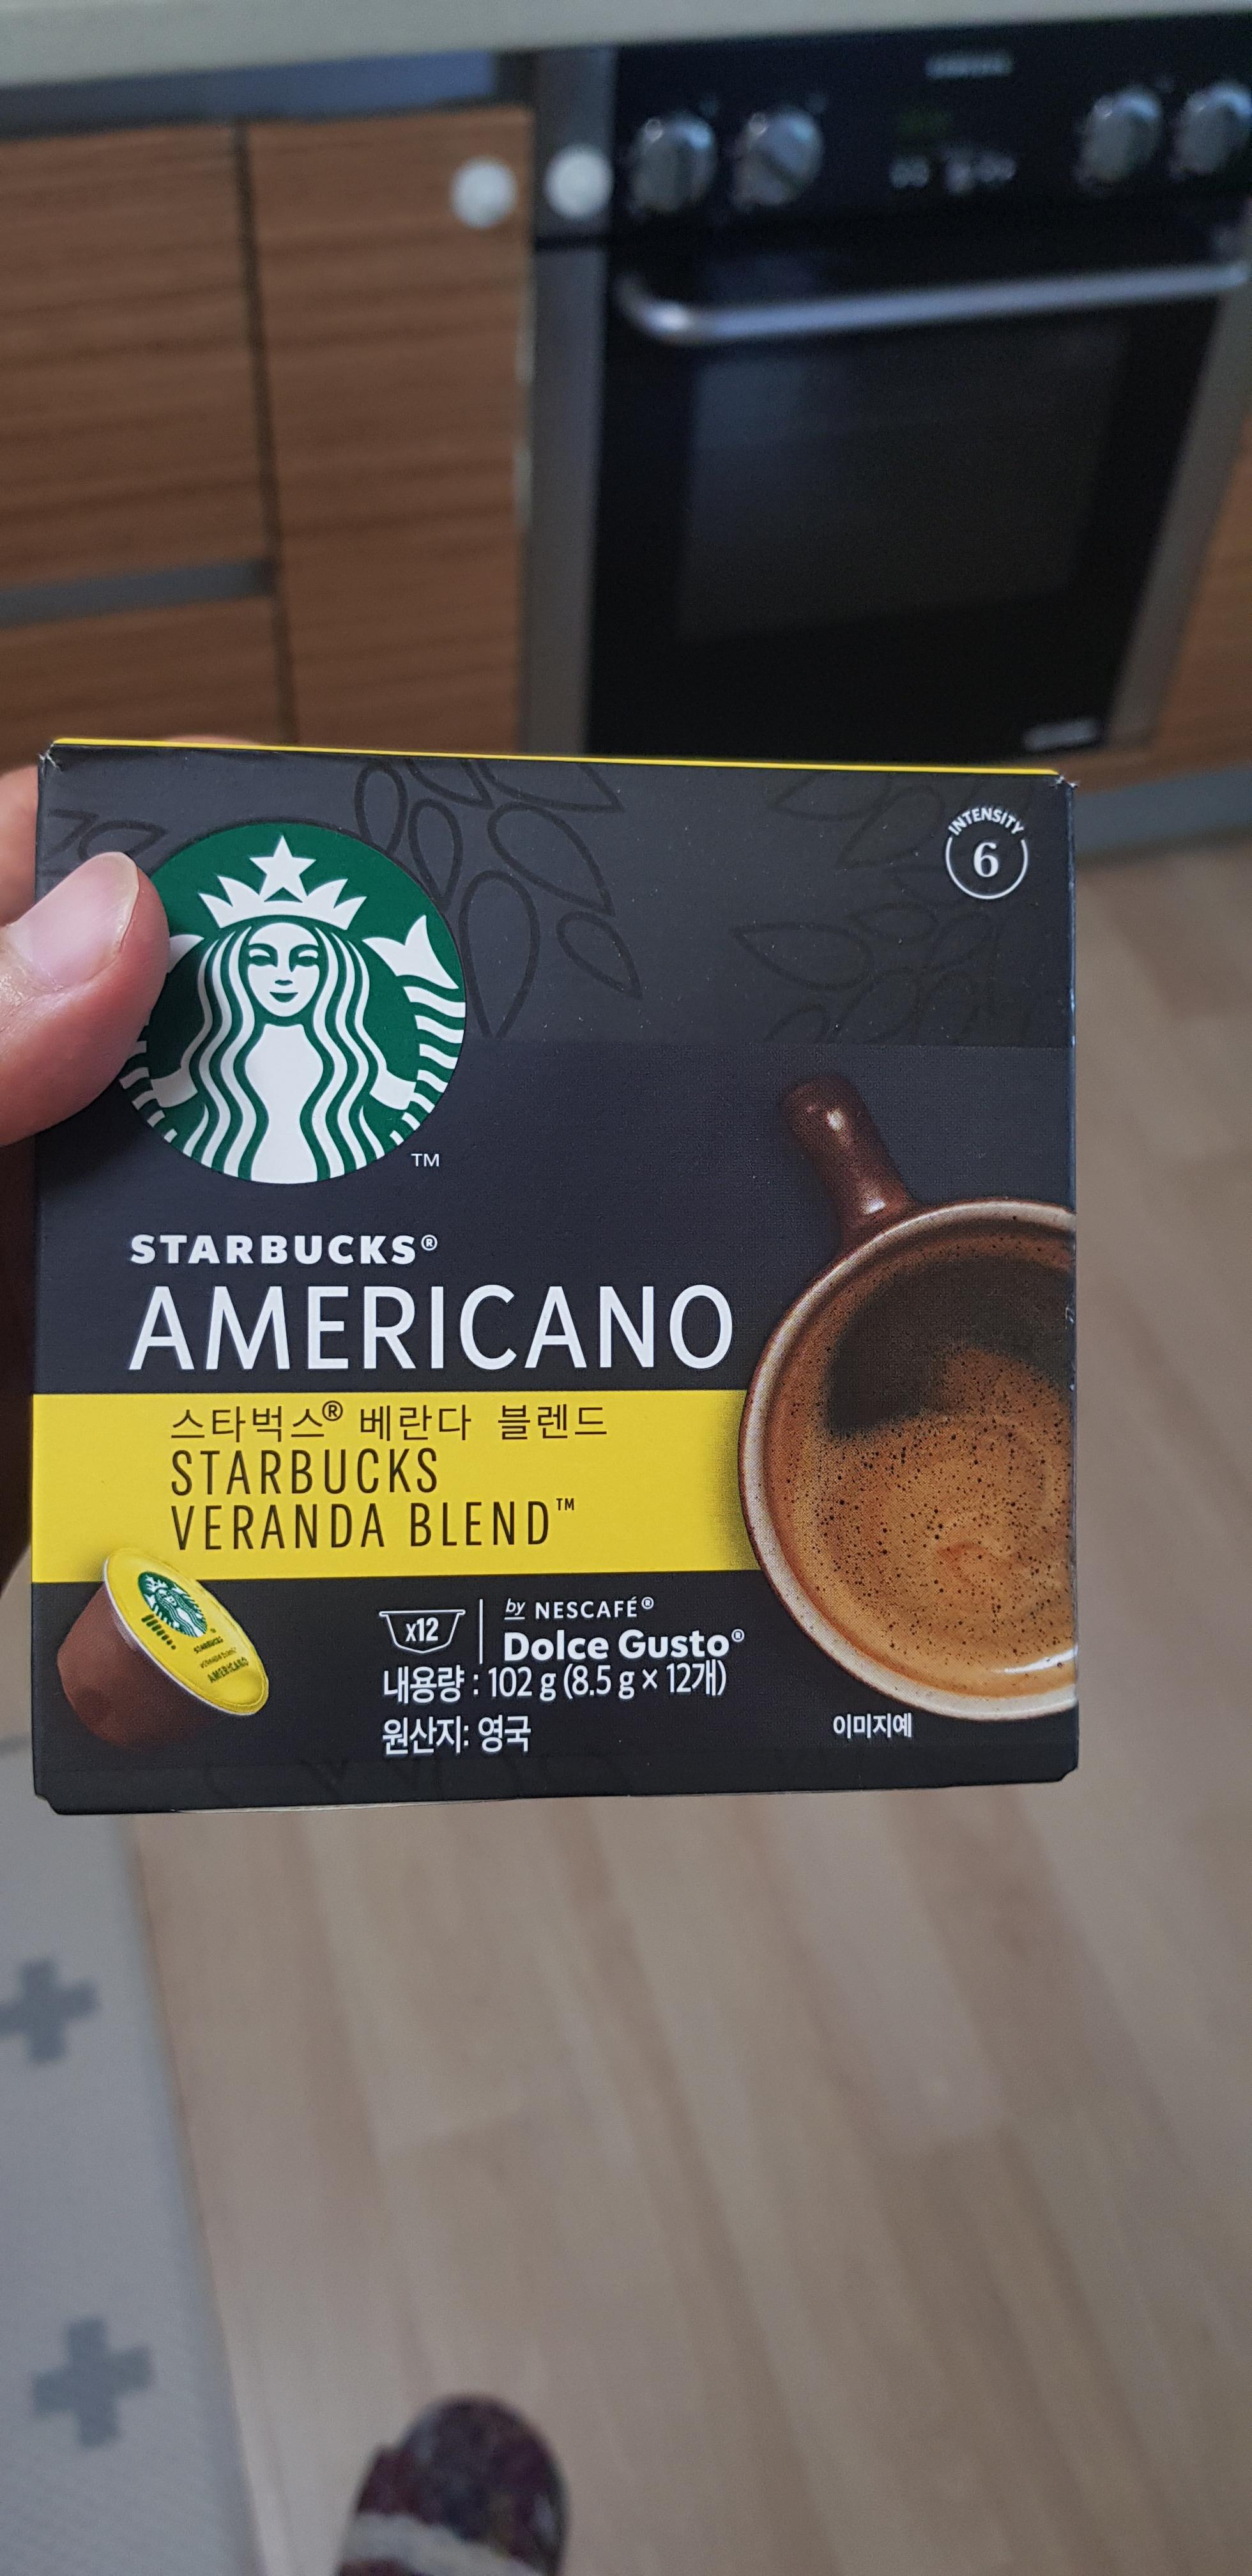 INTENSITY
6
TM
STARBUCKS®
AMERICANO
스타벅스® 베란다 블렌드
STARBUCKS
VERANDA BLEND™
x12
by NESCAFÉ®
Dolce Gusto®
내용량 : 102 g (8.5 g × 12개)
원산지: 영국
이미지예
STARBUCKS
AMERICANO